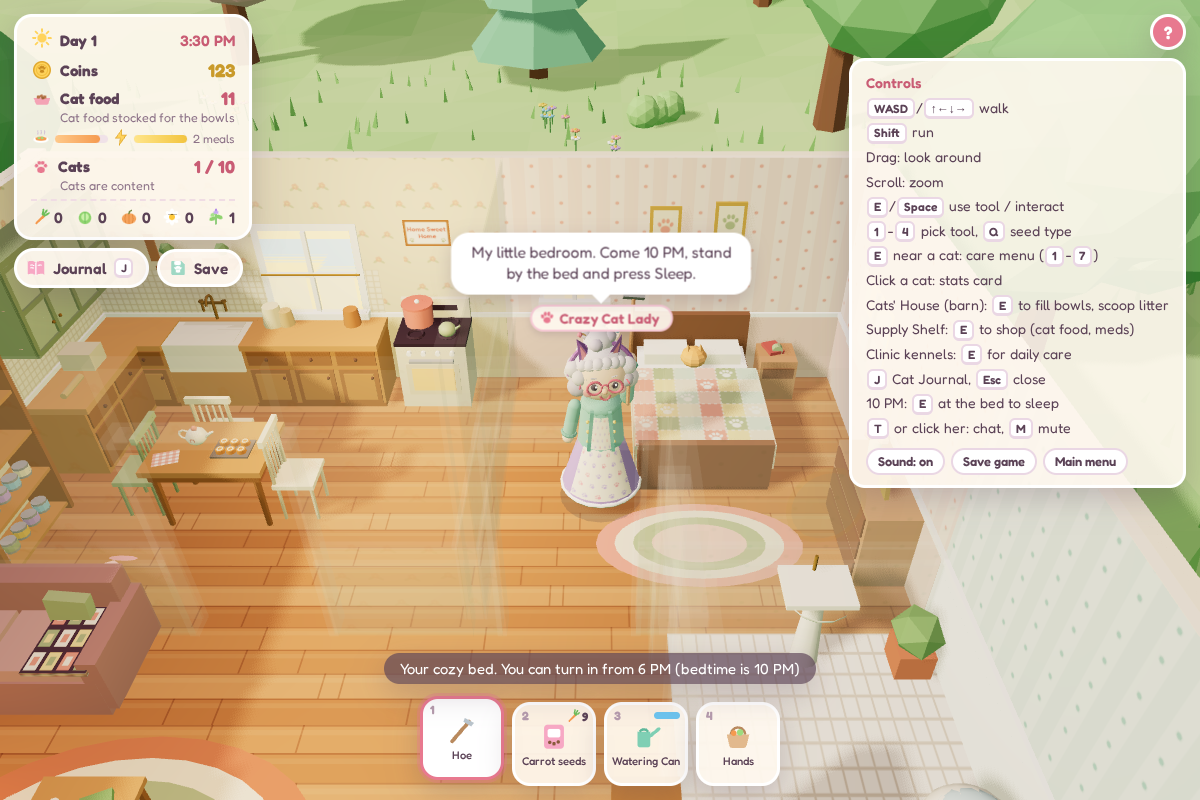 Day 1
3:30 PM
Coins
123
Cat food
11
Cat food stocked for the bowls
2 meals
Cats
1 / 10
Cats are content
0
0
0
0
1
Journal J
Save
Home Sweet
Home
My little bedroom. Come 10 PM, stand
by the bed and press Sleep.
Crazy Cat Lady
?
Controls
WASD / ↑←↓→ walk
Shift run
Drag: look around
Scroll: zoom
E / Space use tool / interact
1 - 4 pick tool, Q seed type
E near a cat: care menu ( 1 - 7 )
Click a cat: stats card
Cats' House (barn): E to fill bowls, scoop litter
Supply Shelf: E to shop (cat food, meds)
Clinic kennels: E for daily care
J Cat Journal, Esc close
10 PM: E at the bed to sleep
T or click her: chat, M mute
Sound: on
Save game
Main menu
Your cozy bed. You can turn in from 6 PM (bedtime is 10 PM)
1
Hoe
2
9
Carrot seeds
3
Watering Can
4
Hands